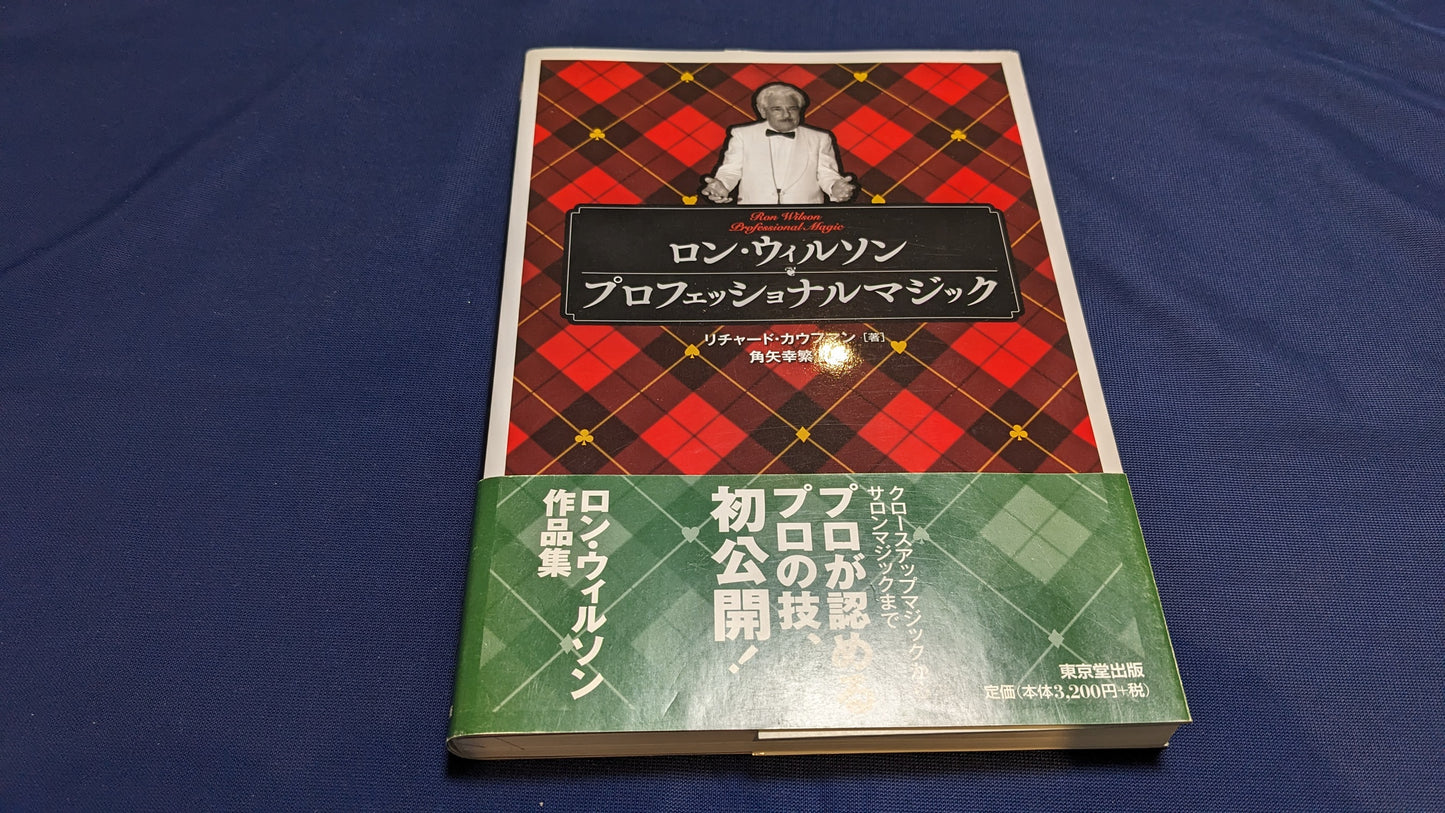 Ron Wilson
Professional Magic
ロン・ウィルソン
プロフェッショナルマジック
リチャード・カウフマン [著]
角矢幸繁
クロースアップマジックから
サロンマジックまで
プロが認める
プロの技、
初公開!
ロン・ウィルソン
作品集
東京堂出版
定価(本体3,200円+税)